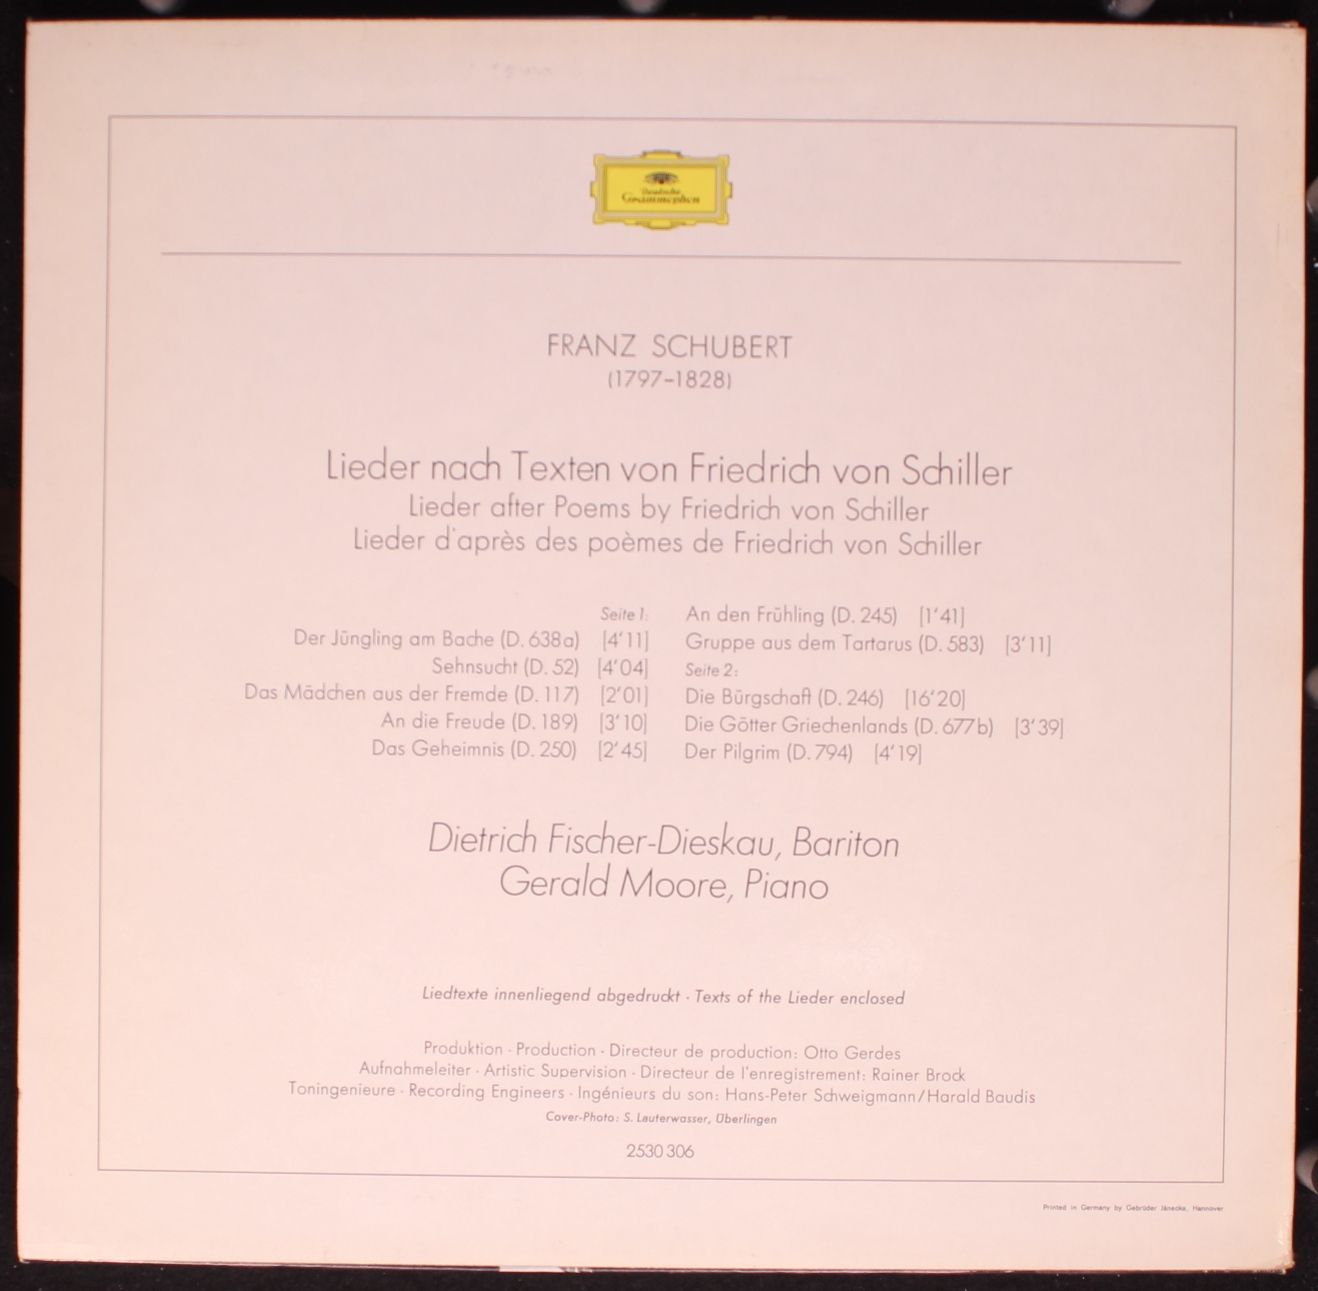 Deutsche
Grammophon
FRANZ SCHUBERT
(1797–1828)
Lieder nach Texten von Friedrich von Schiller
Lieder after Poems by Friedrich von Schiller
Lieder d'après des poèmes de Friedrich von Schiller
Seite 1:
Der Jüngling am Bache (D. 638a) [4'11]
Sehnsucht (D. 52) [4'04]
Das Mädchen aus der Fremde (D. 117) [2'01]
An die Freude (D. 189) [3'10]
Das Geheimnis (D. 250) [2'45]
An den Frühling (D. 245) [1'41]
Gruppe aus dem Tartarus (D. 583) [3'11]
Seite 2:
Die Bürgschaft (D. 246) [16'20]
Die Götter Griechenlands (D. 677b) [3'39]
Der Pilgrim (D. 794) [4'19]
Dietrich Fischer-Dieskau, Bariton
Gerald Moore, Piano
Liedtexte innenliegend abgedruckt · Texts of the Lieder enclosed
Produktion · Production · Directeur de production: Otto Gerdes
Aufnahmeleiter · Artistic Supervision · Directeur de l'enregistrement: Rainer Brock
Toningenieure · Recording Engineers · Ingénieurs du son: Hans-Peter Schweigmann/Harald Baudis
Cover-Photo: S. Lauterwasser, Überlingen
2530 306
Printed in Germany by Gebrüder Jänecke, Hannover